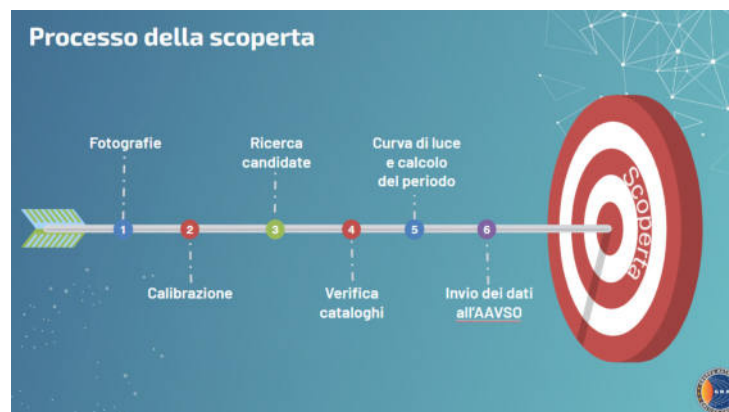 Processo della scoperta
Fotografie
Ricerca
candidate
Curva di luce
e calcolo
del periodo
1
2
3
4
5
6
Scoperta
Calibrazione
Verifica
cataloghi
Invio dei dati
all'AAVSO